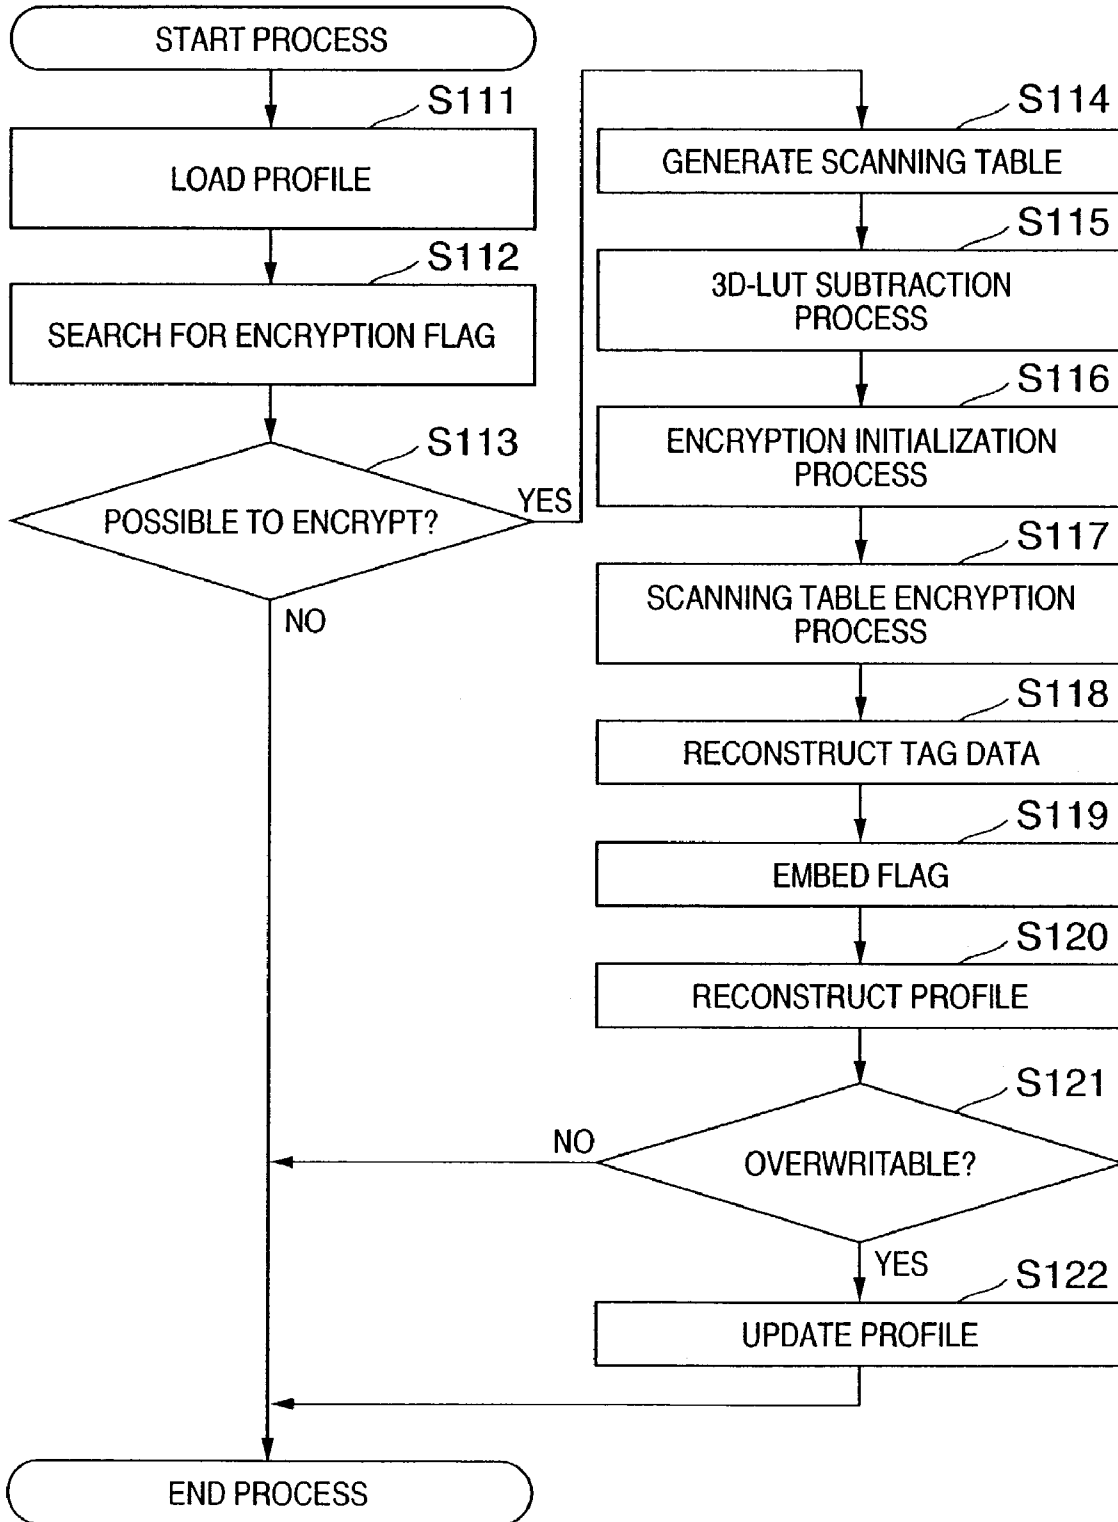 START PROCESS
S111
LOAD PROFILE
S112
SEARCH FOR ENCRYPTION FLAG
S113
POSSIBLE TO ENCRYPT?
YES
NO
S114
GENERATE SCANNING TABLE
S115
3D-LUT SUBTRACTION
PROCESS
S116
ENCRYPTION INITIALIZATION
PROCESS
S117
SCANNING TABLE ENCRYPTION
PROCESS
S118
RECONSTRUCT TAG DATA
S119
EMBED FLAG
S120
RECONSTRUCT PROFILE
S121
OVERWRITABLE?
NO
YES
S122
UPDATE PROFILE
END PROCESS